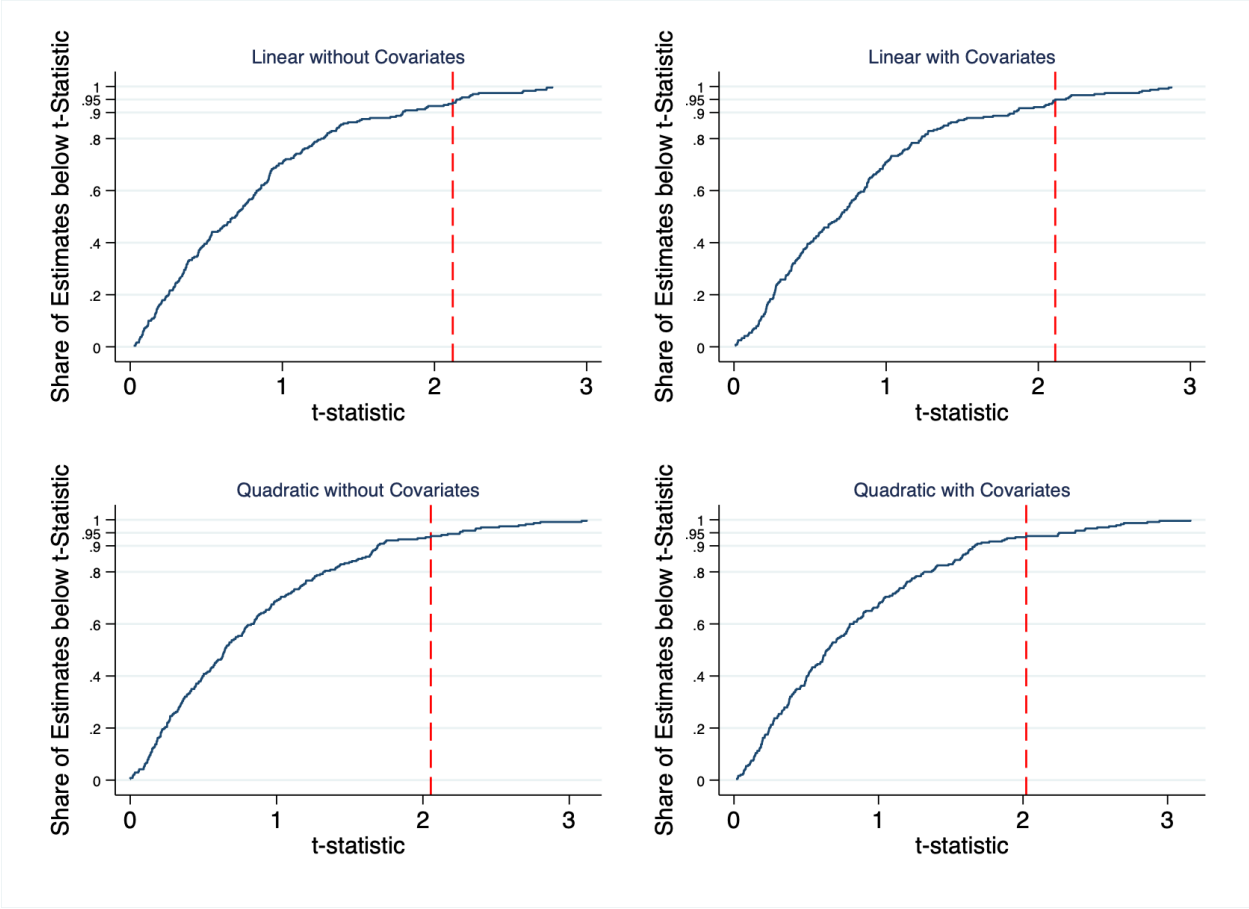 Linear without Covariates
Share of Estimates below t-Statistic
1
.95
.9
.8
.6
.4
.2
0
0 1 2 3
t-statistic
Linear with Covariates
Share of Estimates below t-Statistic
1
.95
.9
.8
.6
.4
.2
0
0 1 2 3
t-statistic
Quadratic without Covariates
Share of Estimates below t-Statistic
1
.95
.9
.8
.6
.4
.2
0
0 1 2 3
t-statistic
Quadratic with Covariates
Share of Estimates below t-Statistic
1
.95
.9
.8
.6
.4
.2
0
0 1 2 3
t-statistic